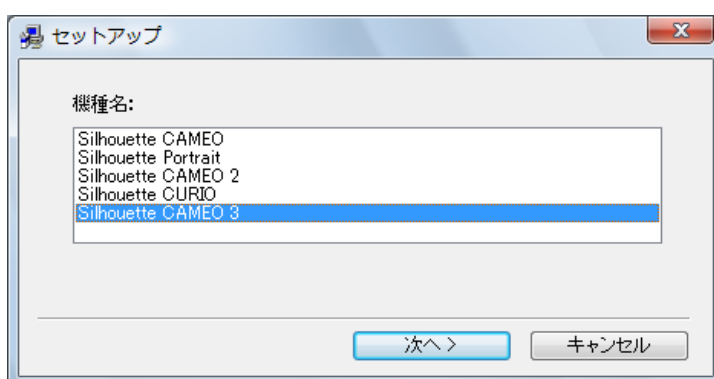 セットアップ
機種名:
Silhouette CAMEO
Silhouette Portrait
Silhouette CAMEO 2
Silhouette CURIO
Silhouette CAMEO 3
次へ >
キャンセル